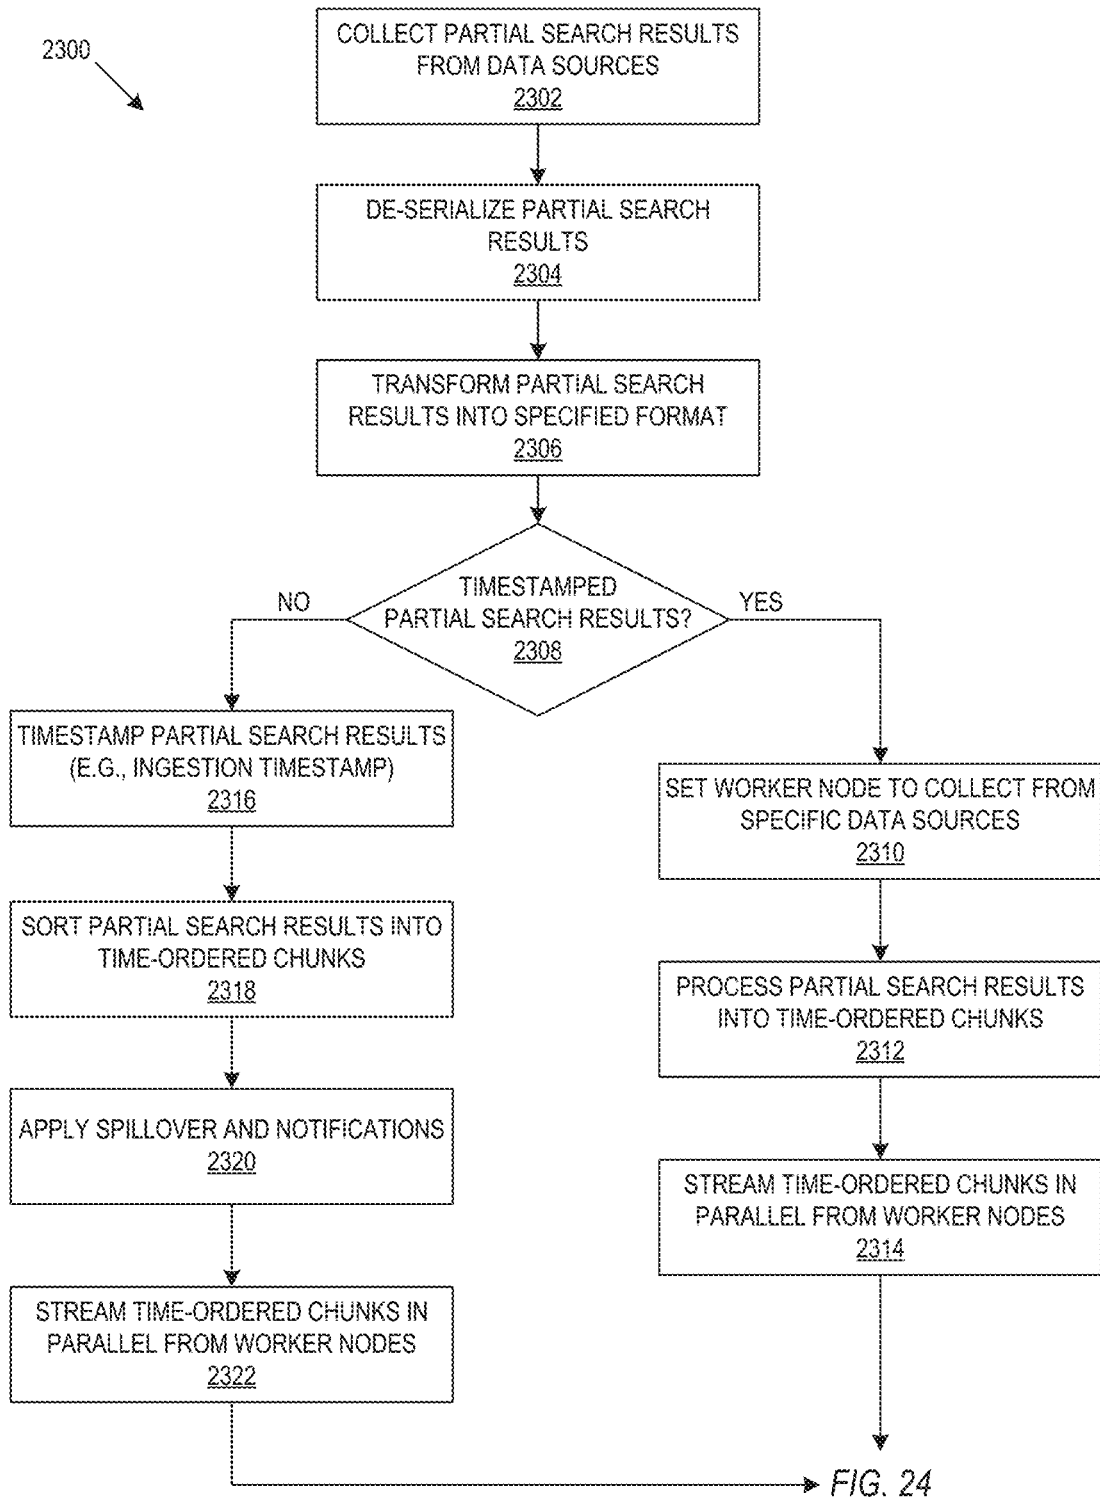 2300
COLLECT PARTIAL SEARCH RESULTS
FROM DATA SOURCES
2302
DE-SERIALIZE PARTIAL SEARCH
RESULTS
2304
TRANSFORM PARTIAL SEARCH
RESULTS INTO SPECIFIED FORMAT
2306
TIMESTAMPED
PARTIAL SEARCH RESULTS?
2308
NO
YES
TIMESTAMP PARTIAL SEARCH RESULTS
(E.G., INGESTION TIMESTAMP)
2316
SORT PARTIAL SEARCH RESULTS INTO
TIME-ORDERED CHUNKS
2318
APPLY SPILLOVER AND NOTIFICATIONS
2320
STREAM TIME-ORDERED CHUNKS IN
PARALLEL FROM WORKER NODES
2322
SET WORKER NODE TO COLLECT FROM
SPECIFIC DATA SOURCES
2310
PROCESS PARTIAL SEARCH RESULTS
INTO TIME-ORDERED CHUNKS
2312
STREAM TIME-ORDERED CHUNKS IN
PARALLEL FROM WORKER NODES
2314
FIG. 24